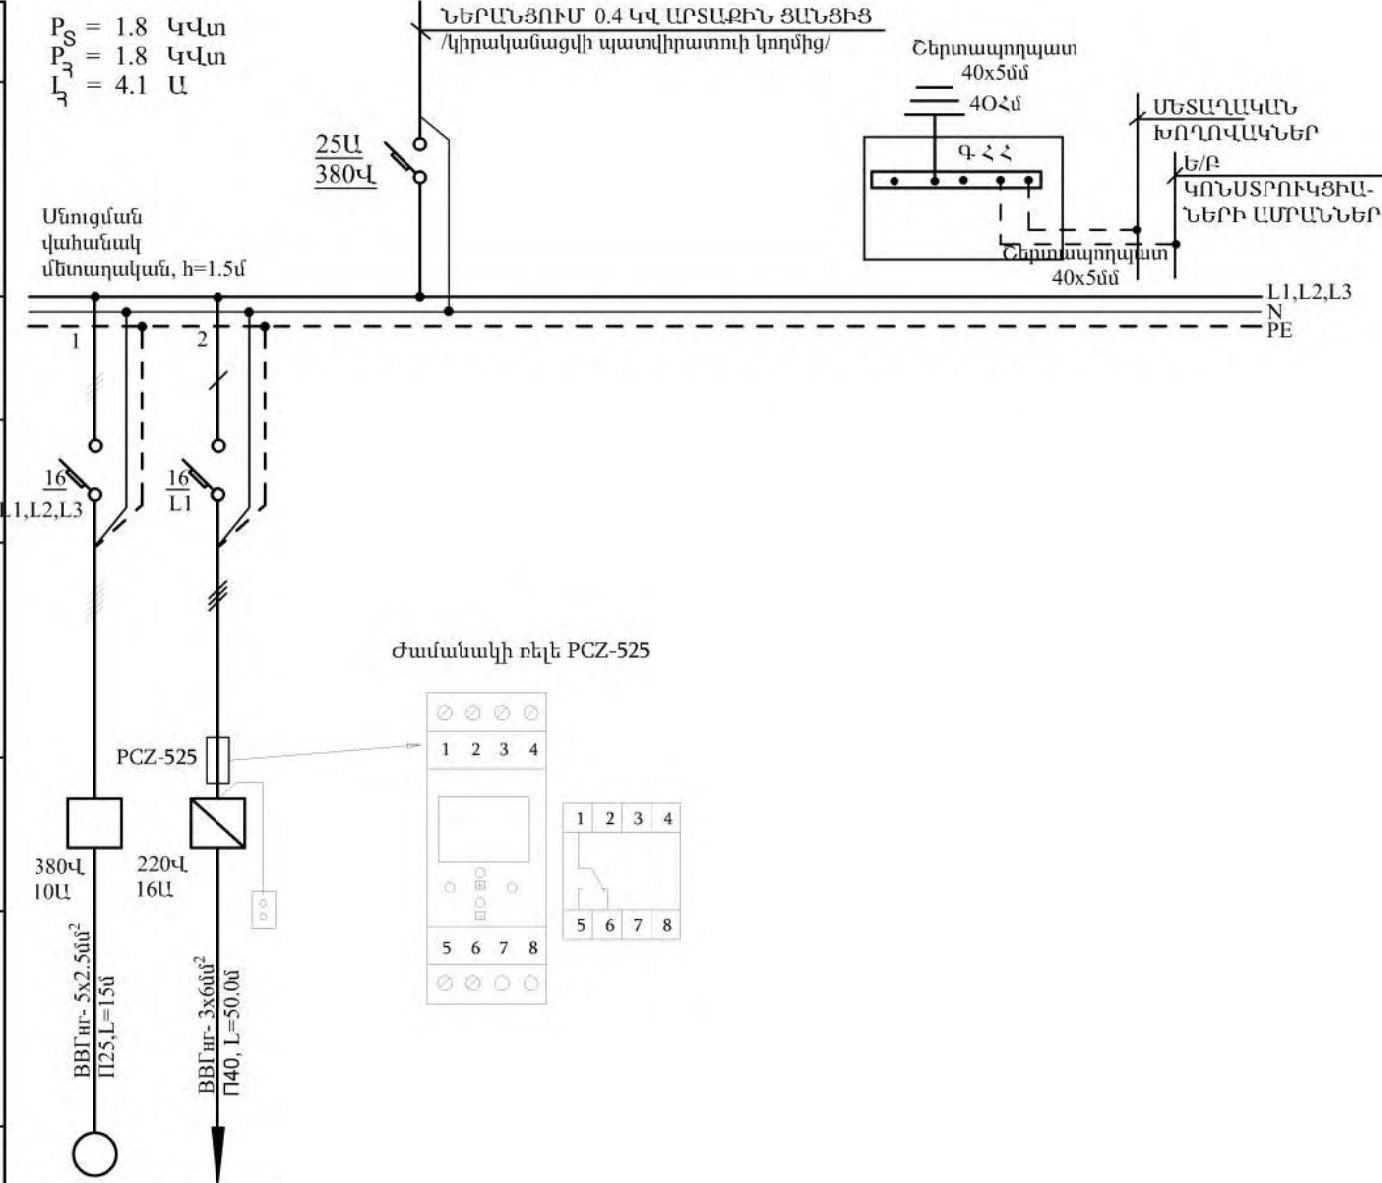 PՏ = 1.8 ԿՎտ
PՅ = 1.8 ԿՎտ
IՅ = 4.1 Ա
ՆԵՐԱՆՑՈՒՄ 0.4 ԿՎ ԱՐՏԱՔԻՆ ՑԱՆՑԻՑ
/կիրականացվի պատվիրատուի կողմից/
25Ա
380Վ
Շերտապողպատ
40x5մմ
4ՕՀմ
Գ Հ Հ
ՄԵՏԱՂԱԿԱՆ
ԽՈՂՈՎԱԿՆԵՐ
Ե/Բ
ԿՈՆՍՏՐՈՒԿՑԻԱ-
ՆԵՐԻ ԱՄՐԱՆՆԵՐ
Շերտապողպատ
40x5մմ
Սնուցման
վահանակ
մետաղական, h=1.5մ
L1,L2,L3
N
PE
1
2
16
L1,L2,L3
16
L1
Ժամանակի ռելե PCZ-525
PCZ-525
1 2 3 4
5 6 7 8
1 2 3 4
5 6 7 8
380Վ
10Ա
220Վ
16Ա
ВВГнг- 5x2.5մմ²
П25,L=15մ
ВВГнг- 3x6մմ²
П40, L=50.0մ